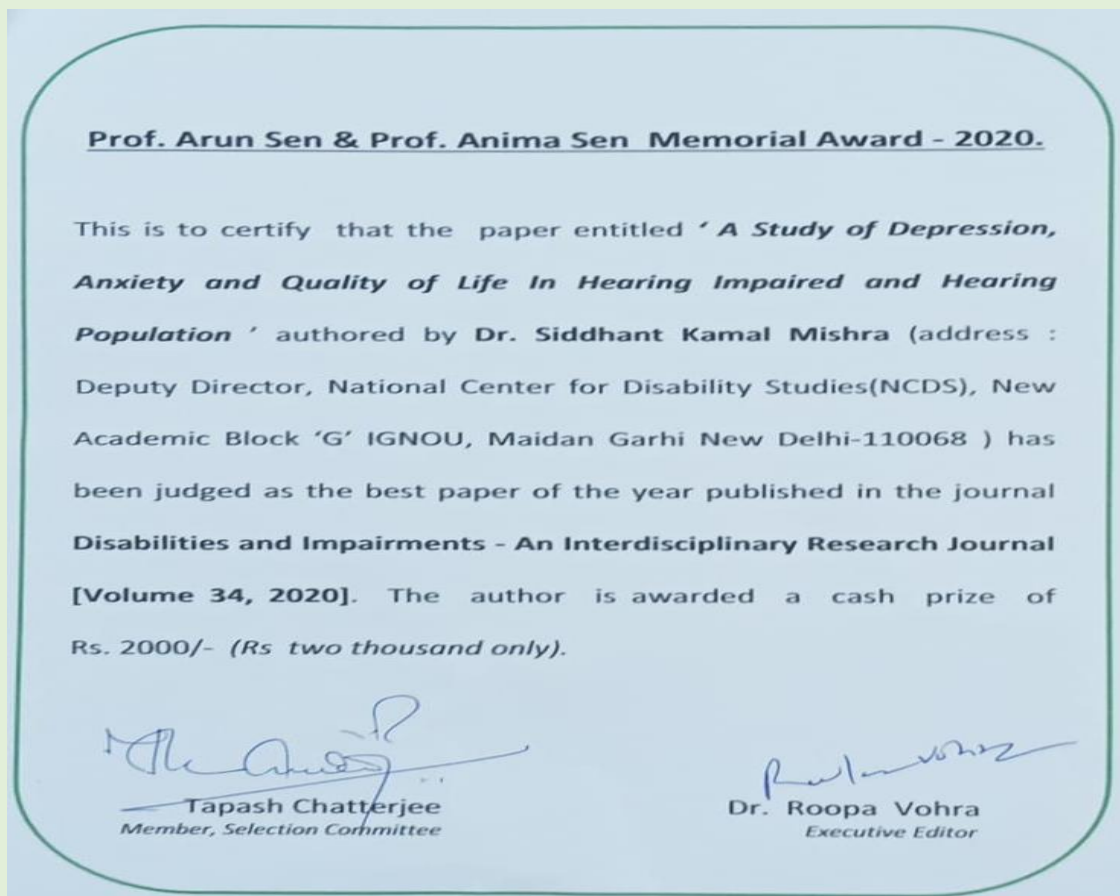 Prof. Arun Sen & Prof. Anima Sen Memorial Award - 2020.
This is to certify that the paper entitled ‘ A Study of Depression,
Anxiety and Quality of Life In Hearing Impaired and Hearing
Population ’ authored by Dr. Siddhant Kamal Mishra (address :
Deputy Director, National Center for Disability Studies(NCDS), New
Academic Block ‘G’ IGNOU, Maidan Garhi New Delhi-110068 ) has
been judged as the best paper of the year published in the journal
Disabilities and Impairments - An Interdisciplinary Research Journal
[Volume 34, 2020]. The author is awarded a cash prize of
Rs. 2000/- (Rs two thousand only).
Tapash Chatterjee
Member, Selection Committee
Dr. Roopa Vohra
Executive Editor